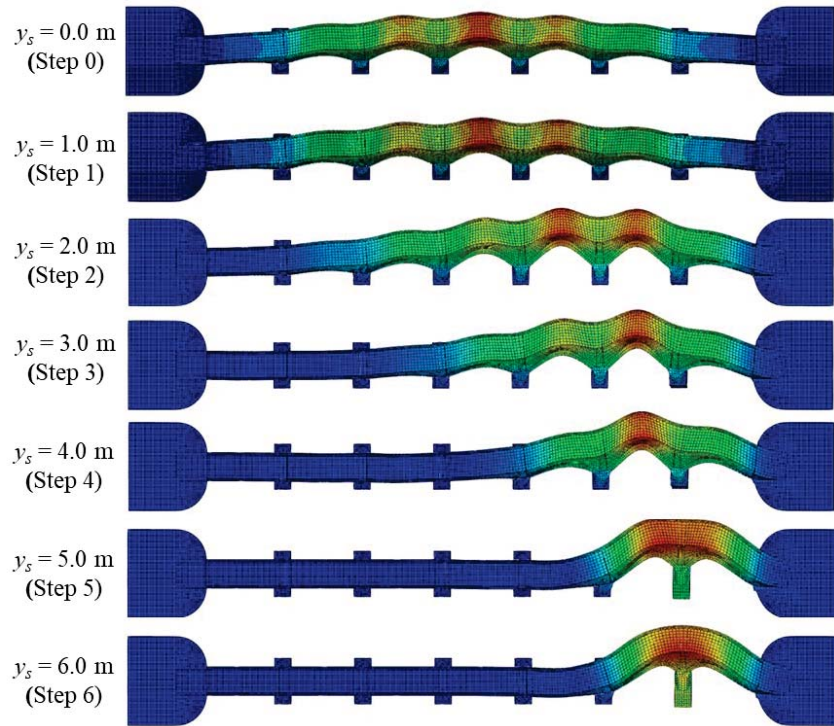 y_s = 0.0 m
(Step 0)
y_s = 1.0 m
(Step 1)
y_s = 2.0 m
(Step 2)
y_s = 3.0 m
(Step 3)
y_s = 4.0 m
(Step 4)
y_s = 5.0 m
(Step 5)
y_s = 6.0 m
(Step 6)